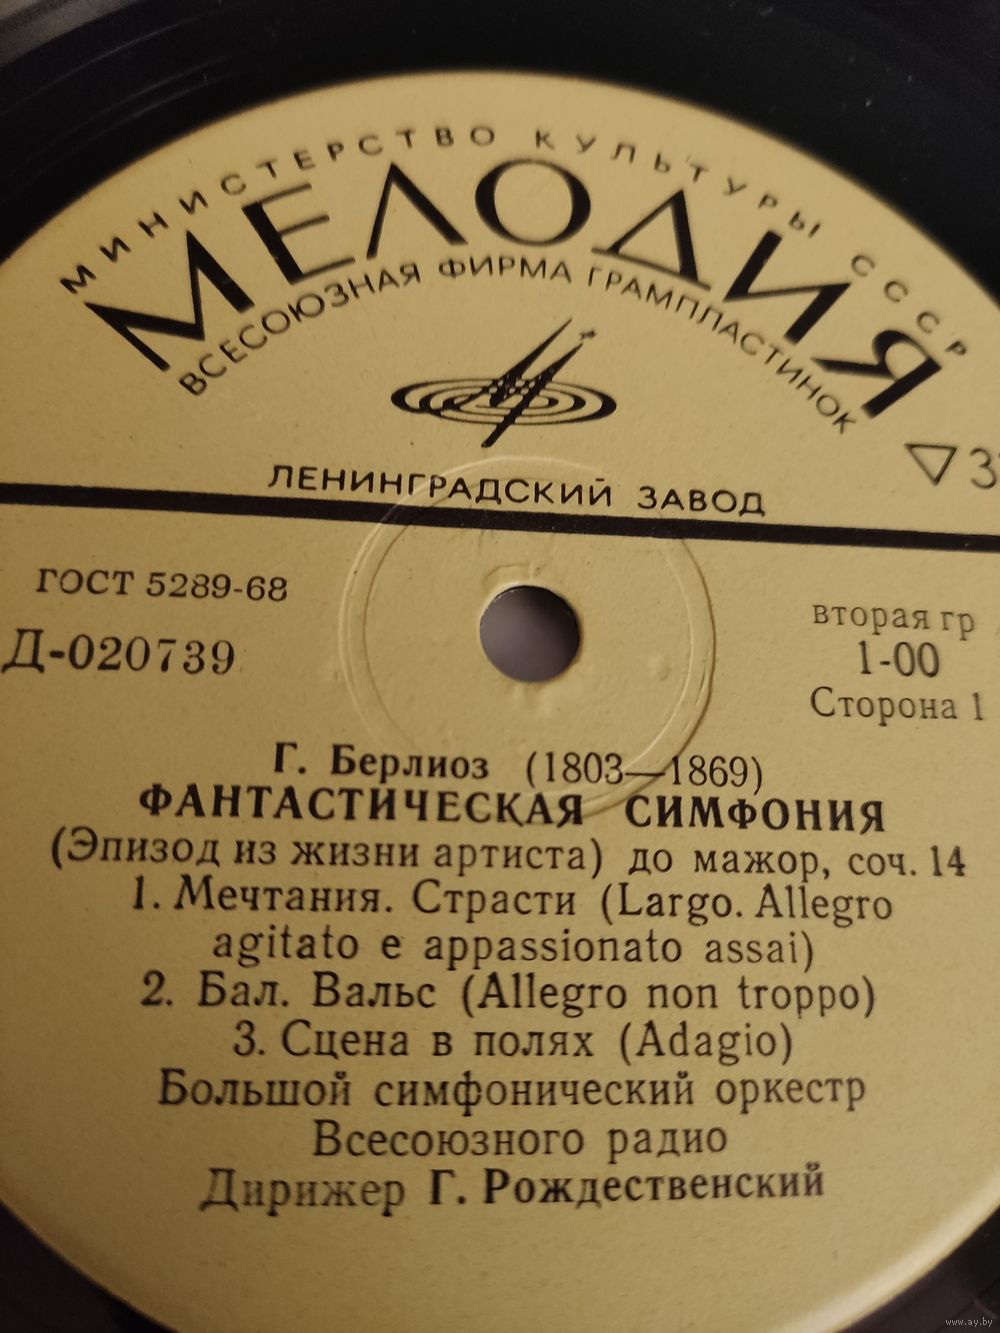 МИНИСТЕРСТВО КУЛЬТУРЫ СССР
МЕЛОДИЯ
ВСЕСОЮЗНАЯ ФИРМА ГРАМПЛАСТИНОК
ЛЕНИНГРАДСКИЙ ЗАВОД
ГОСТ 5289-68
Д-020739
вторая гр
1-00
Сторона 1
Г. Берлиоз (1803—1869)
ФАНТАСТИЧЕСКАЯ СИМФОНИЯ
(Эпизод из жизни артиста) до мажор, соч. 14
1. Мечтания. Страсти (Largo. Allegro
agitato e appassionato assai)
2. Бал. Вальс (Allegro non troppo)
3. Сцена в полях (Adagio)
Большой симфонический оркестр
Всесоюзного радио
Дирижер Г. Рождественский
www.ay.by